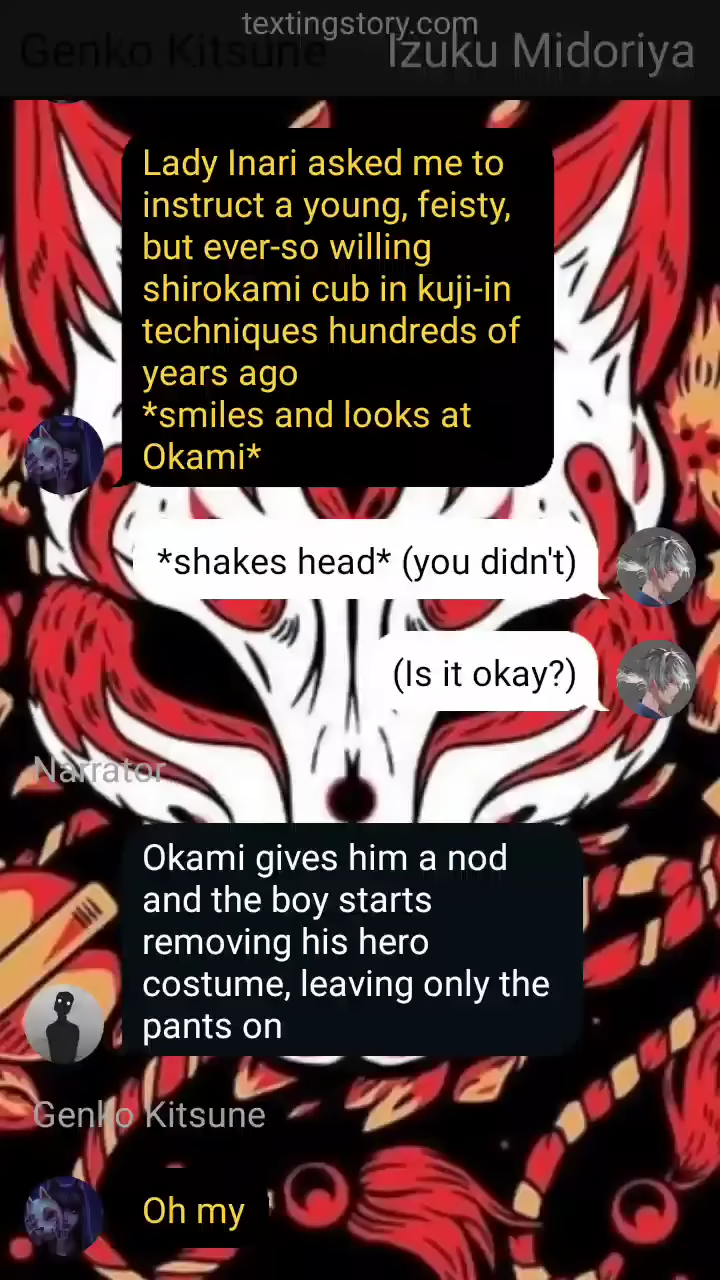 textingstory.com
Genko Kitsune Izuku Midoriya
Lady Inari asked me to
instruct a young, feisty,
but ever-so willing
shirokami cub in kuji-in
techniques hundreds of
years ago
*smiles and looks at
Okami*
*shakes head* (you didn't)
(Is it okay?)
Narrator
Okami gives him a nod
and the boy starts
removing his hero
costume, leaving only the
pants on
Genko Kitsune
Oh my